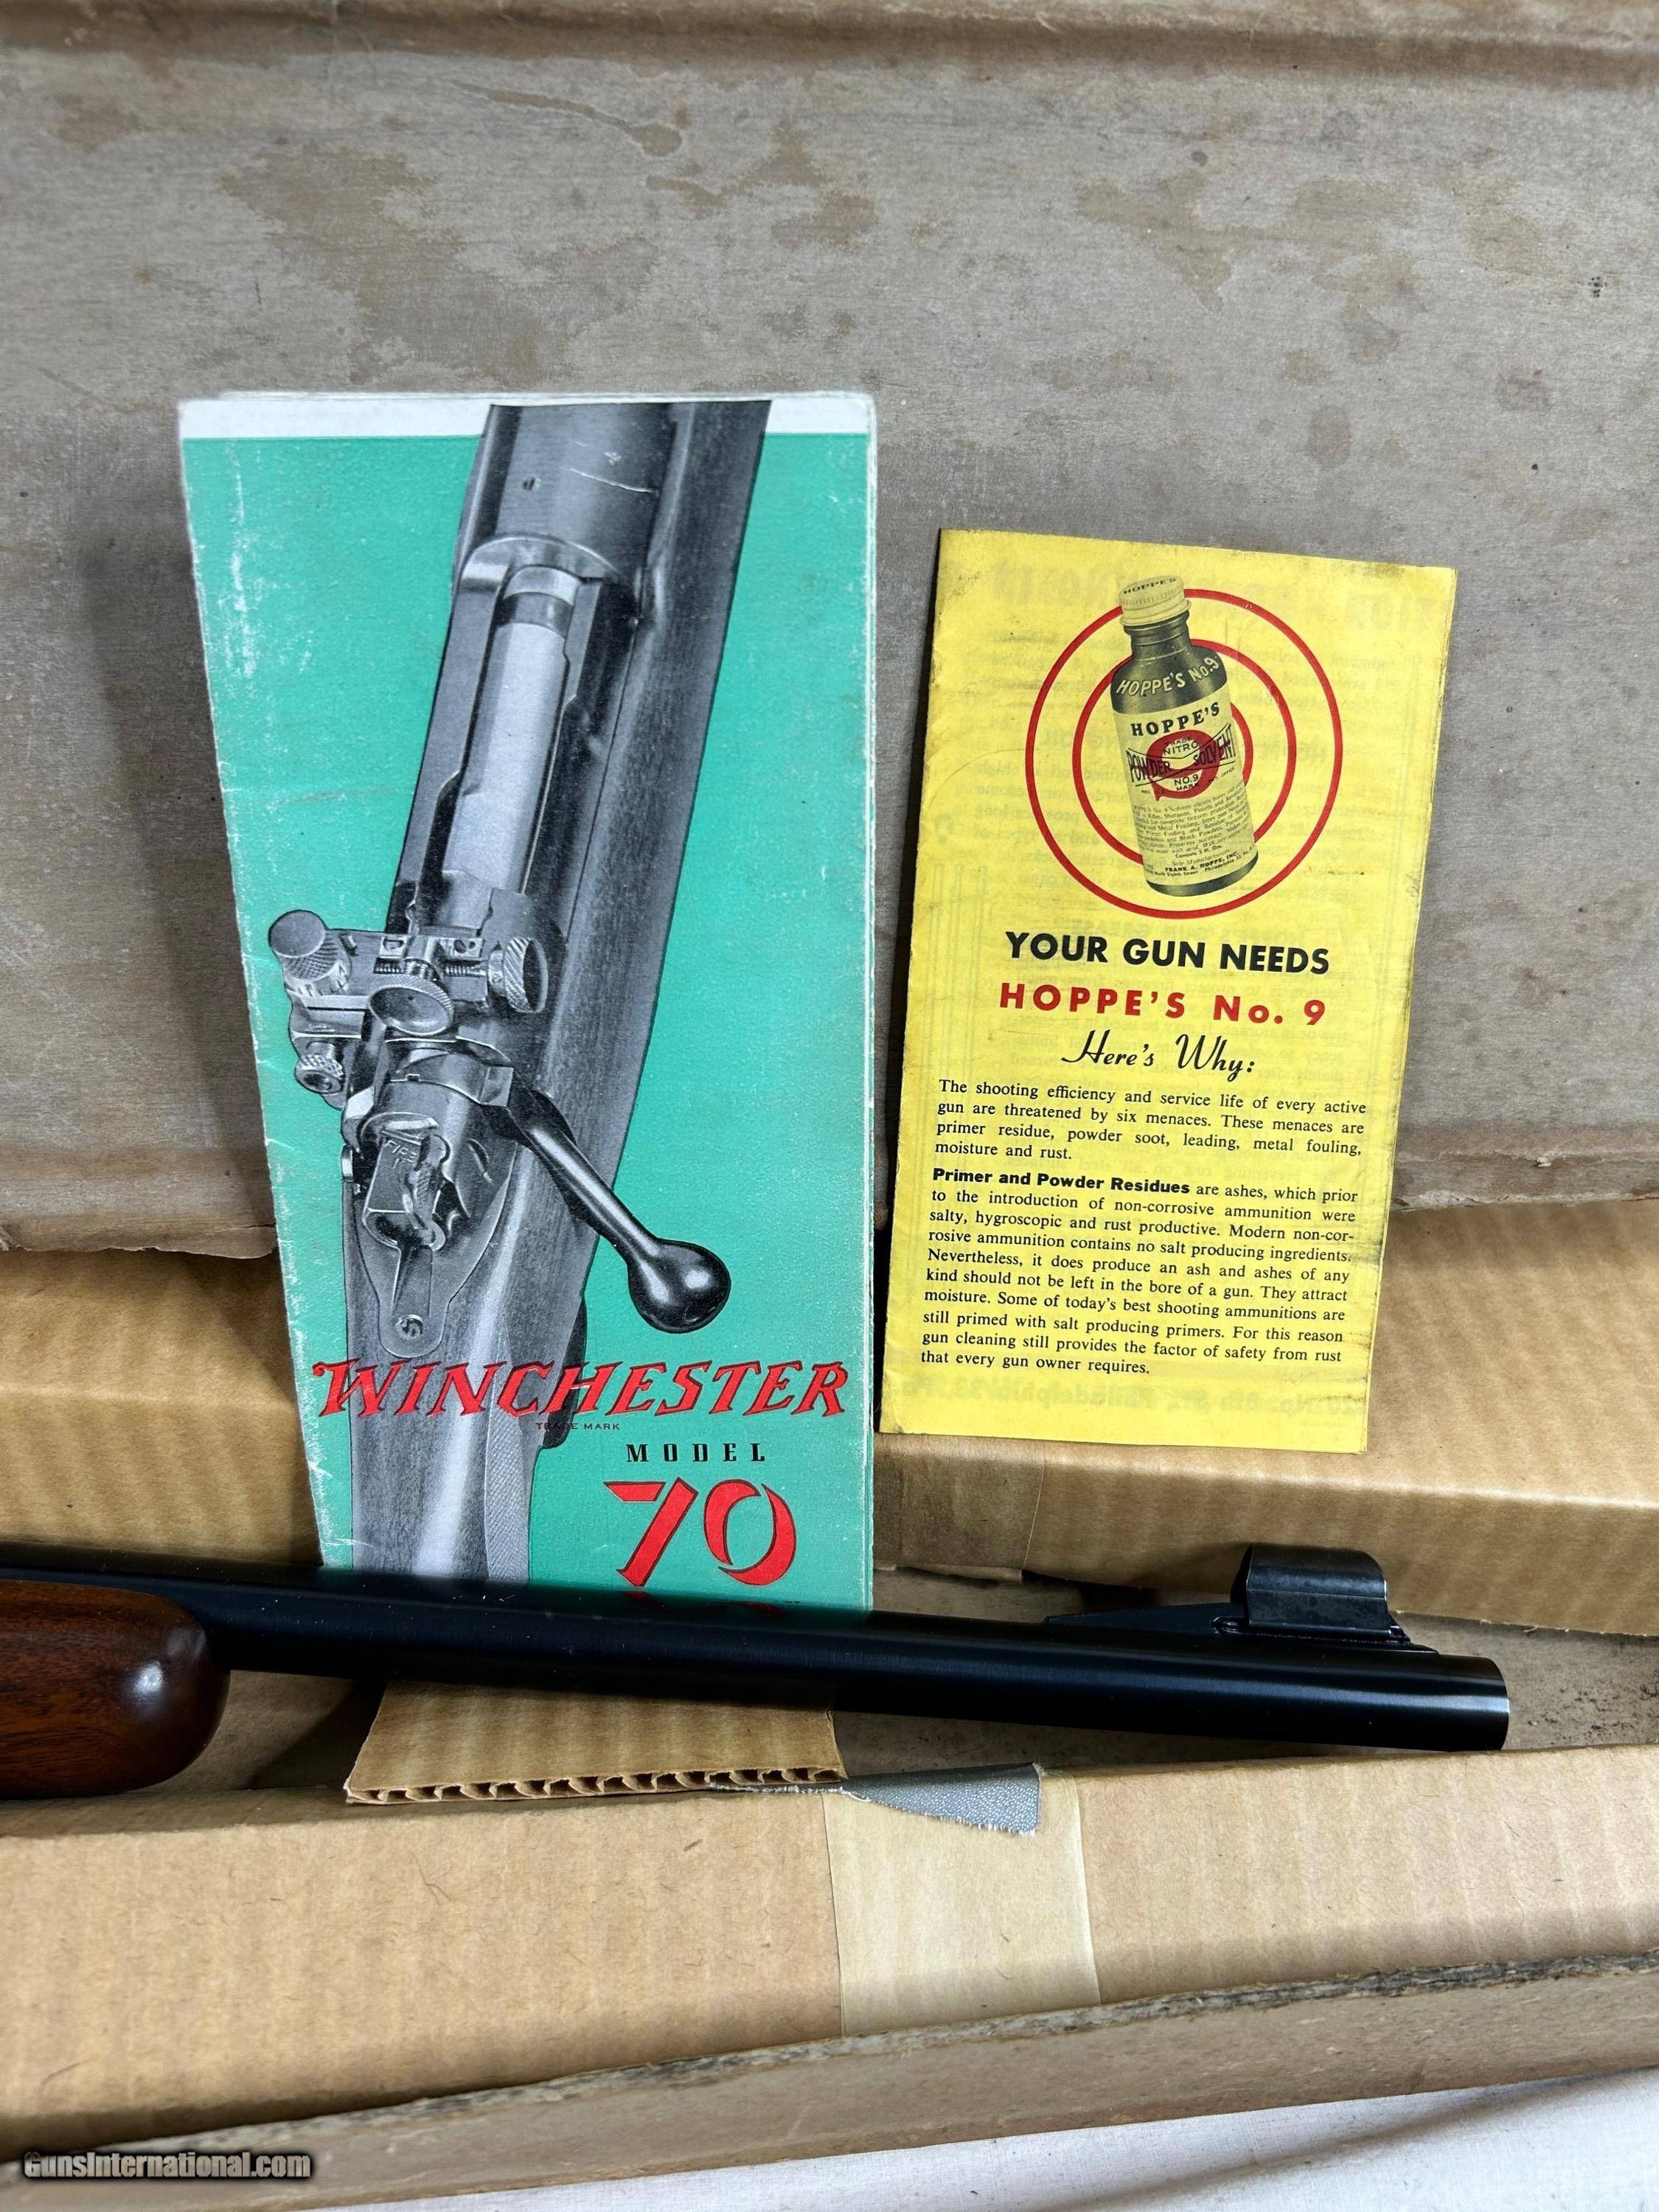 WINCHESTER
TRADE MARK
MODEL
70
HOPPE'S
HOPPE'S No.9
HOPPE'S
NITRO
POWDER SOLVENT
NO.9
FRANK A. HOPPE, INC.
YOUR GUN NEEDS
HOPPE'S No. 9
Here's Why:
The shooting efficiency and service life of every active
gun are threatened by six menaces. These menaces are
primer residue, powder soot, leading, metal fouling,
moisture and rust.
Primer and Powder Residues are ashes, which prior
to the introduction of non-corrosive ammunition were
salty, hygroscopic and rust productive. Modern non-cor-
rosive ammunition contains no salt producing ingredients.
Nevertheless, it does produce an ash and ashes of any
kind should not be left in the bore of a gun. They attract
moisture. Some of today's best shooting ammunitions are
still primed with salt producing primers. For this reason
gun cleaning still provides the factor of safety from rust
that every gun owner requires.
GunsInternational.com